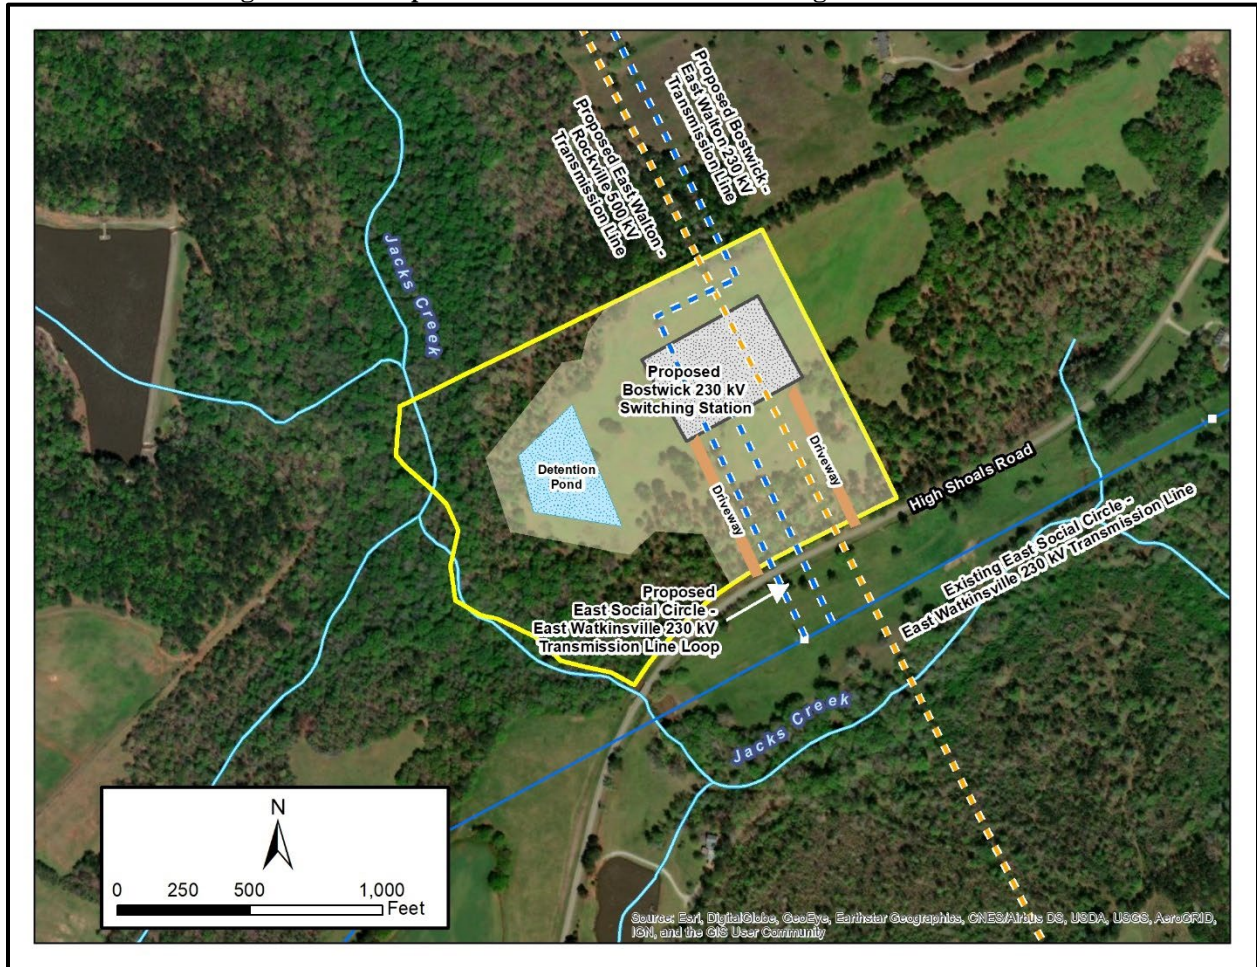 Proposed Bostwick -
East Walton 230 kV
Transmission Line
Proposed East Walton -
Rockville 500 kV
Transmission Line
Jacks Creek
Proposed
Bostwick 230 kV
Switching Station
Detention
Pond
Driveway
Driveway
High Shoals Road
Existing East Social Circle -
East Watkinsville 230 kV Transmission Line
Proposed
East Social Circle -
East Watkinsville 230 kV
Transmission Line Loop
Jacks Creek
N
0 250 500 1,000
Feet
Source: Esri, DigitalGlobe, GeoEye, Earthstar Geographics, CNES/Airbus DS, USDA, USGS, AeroGRID,
IGN, and the GIS User Community